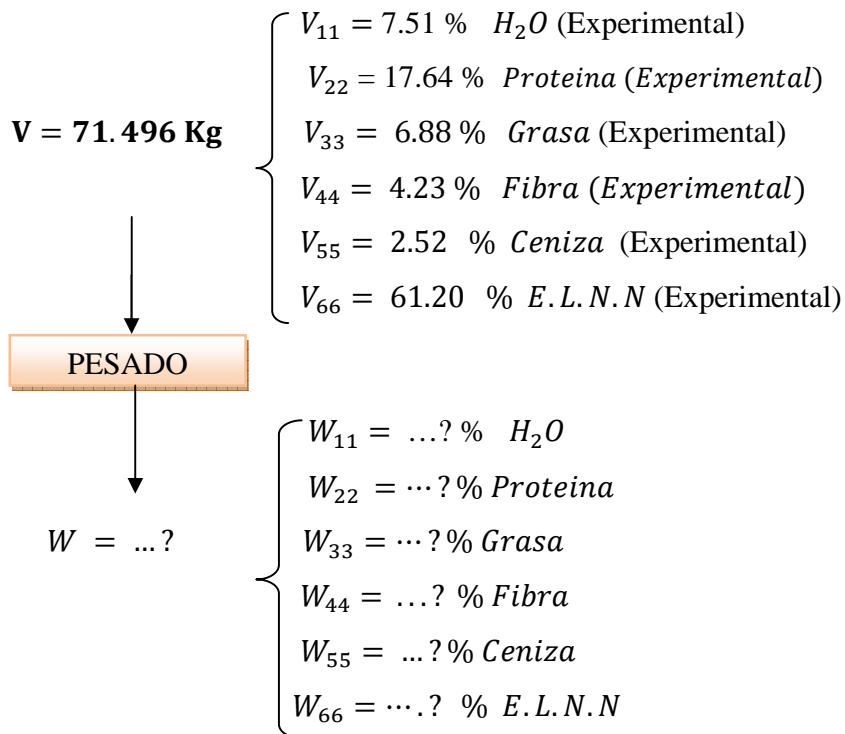 V₁₁ = 7.51 % H₂O (Experimental)
V₂₂ = 17.64 % Proteina (Experimental)
V = 71.496 Kg
V₃₃ = 6.88 % Grasa (Experimental)
V₄₄ = 4.23 % Fibra (Experimental)
V₅₅ = 2.52 % Ceniza (Experimental)
V₆₆ = 61.20 % E.L.N.N (Experimental)
PESADO
W₁₁ = …? % H₂O
W₂₂ = ⋯?% Proteina
W = …?
W₃₃ = ⋯?% Grasa
W₄₄ = …? % Fibra
W₅₅ = …?% Ceniza
W₆₆ = ⋯.? % E.L.N.N